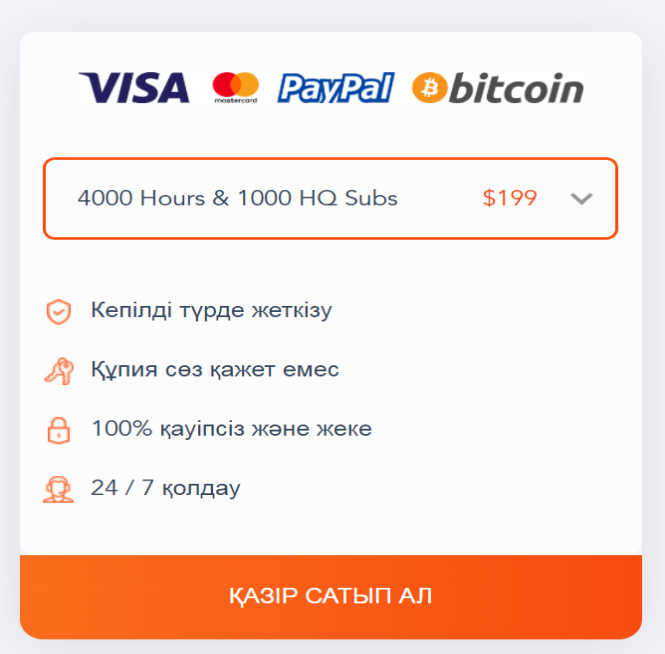 VISA mastercard PayPal bitcoin
4000 Hours & 1000 HQ Subs $199
Кепілді түрде жеткізу
Құпия сөз қажет емес
100% қауіпсіз және жеке
24 / 7 қолдау
ҚАЗІР САТЫП АЛ